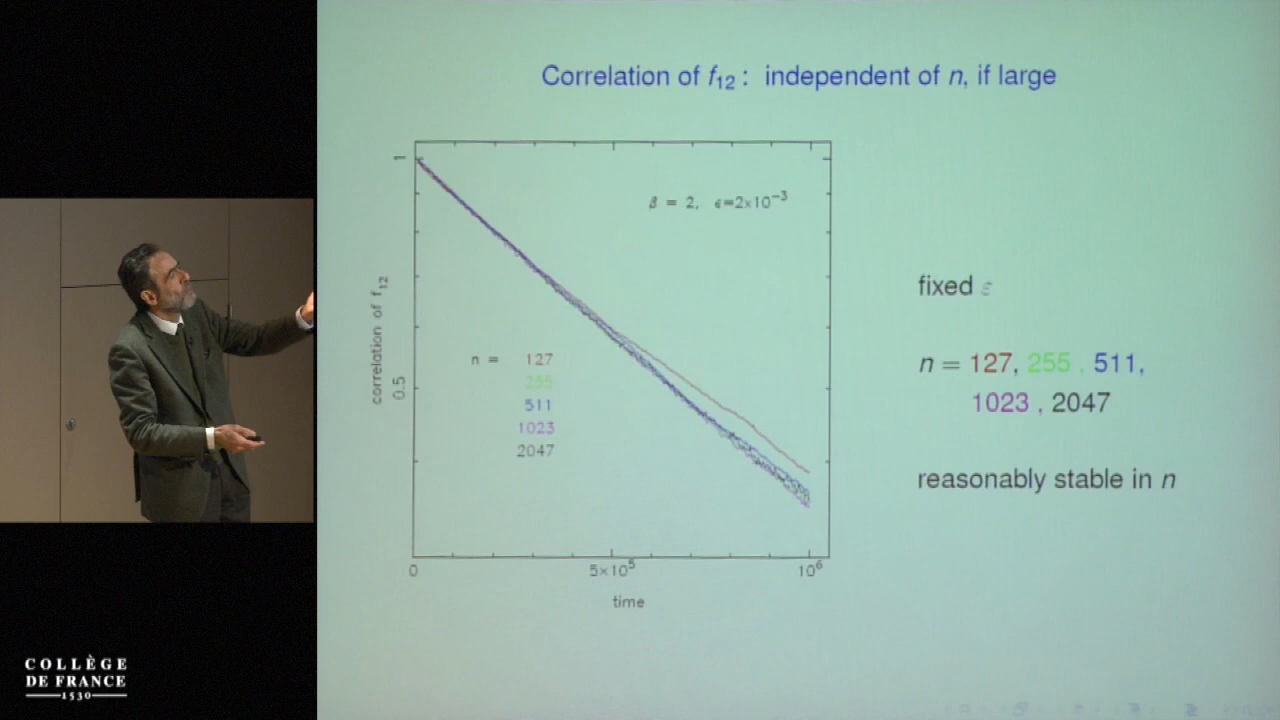 Correlation of f12 : independent of n, if large
1
β = 2, ϵ=2×10−3
correlation of f12
0.5
n = 127
255
511
1023
2047
0
5×105
106
time
fixed ε
n = 127, 255 , 511,
1023 , 2047
reasonably stable in n
COLLÈGE
DE FRANCE
1530